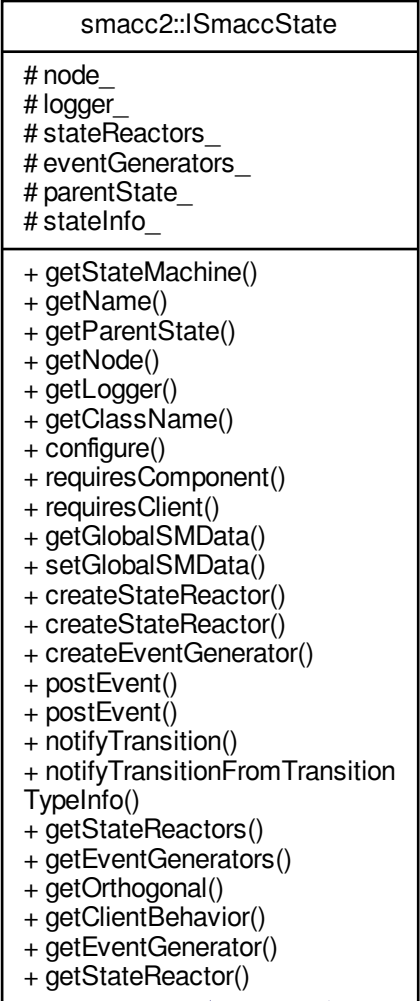 smacc2::ISmaccState
# node_
# logger_
# stateReactors_
# eventGenerators_
# parentState_
# stateInfo_
+ getStateMachine()
+ getName()
+ getParentState()
+ getNode()
+ getLogger()
+ getClassName()
+ configure()
+ requiresComponent()
+ requiresClient()
+ getGlobalSMData()
+ setGlobalSMData()
+ createStateReactor()
+ createStateReactor()
+ createEventGenerator()
+ postEvent()
+ postEvent()
+ notifyTransition()
+ notifyTransitionFromTransition
TypeInfo()
+ getStateReactors()
+ getEventGenerators()
+ getOrthogonal()
+ getClientBehavior()
+ getEventGenerator()
+ getStateReactor()